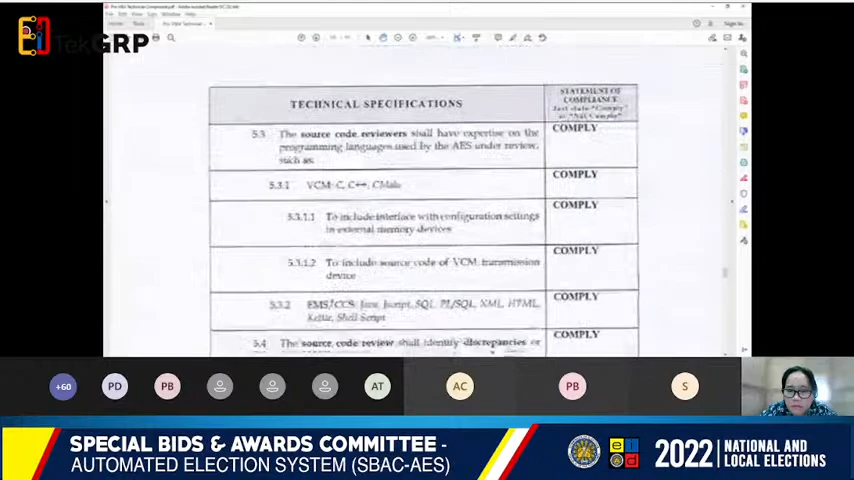 TekGRP
Sign In
TECHNICAL SPECIFICATIONS
STATEMENT OF
COMPLIANCE
5.3 The source code reviewers shall have expertise on the
programming languages used by the AES under review,
such as:
COMPLY
5.3.1 VCM: C, C++, CMake
COMPLY
5.3.1.1 To include interface with configuration settings
in external memory devices
COMPLY
5.3.1.2 To include source code of VCM transmission
device
COMPLY
5.3.2 EMS/CCS: Java, Jscript, SQL, PL/SQL, XML, HTML,
Kettle, Shell Script
COMPLY
5.4 The source code review shall identify discrepancies or
COMPLY
+60
PD
PB
AT
AC
PB
S
SPECIAL BIDS & AWARDS COMMITTEE -
AUTOMATED ELECTION SYSTEM (SBAC-AES)
2022 NATIONAL AND
LOCAL ELECTIONS